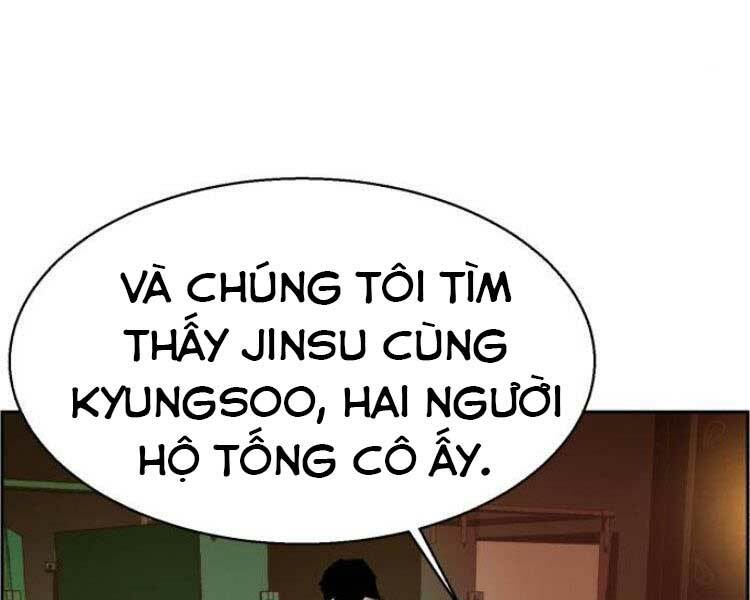 VÀ CHÚNG TÔI TÌM
THẤY JINSU CÙNG
KYUNGSOO, HAI NGƯỜI
HỘ TỐNG CÔ ẤY.